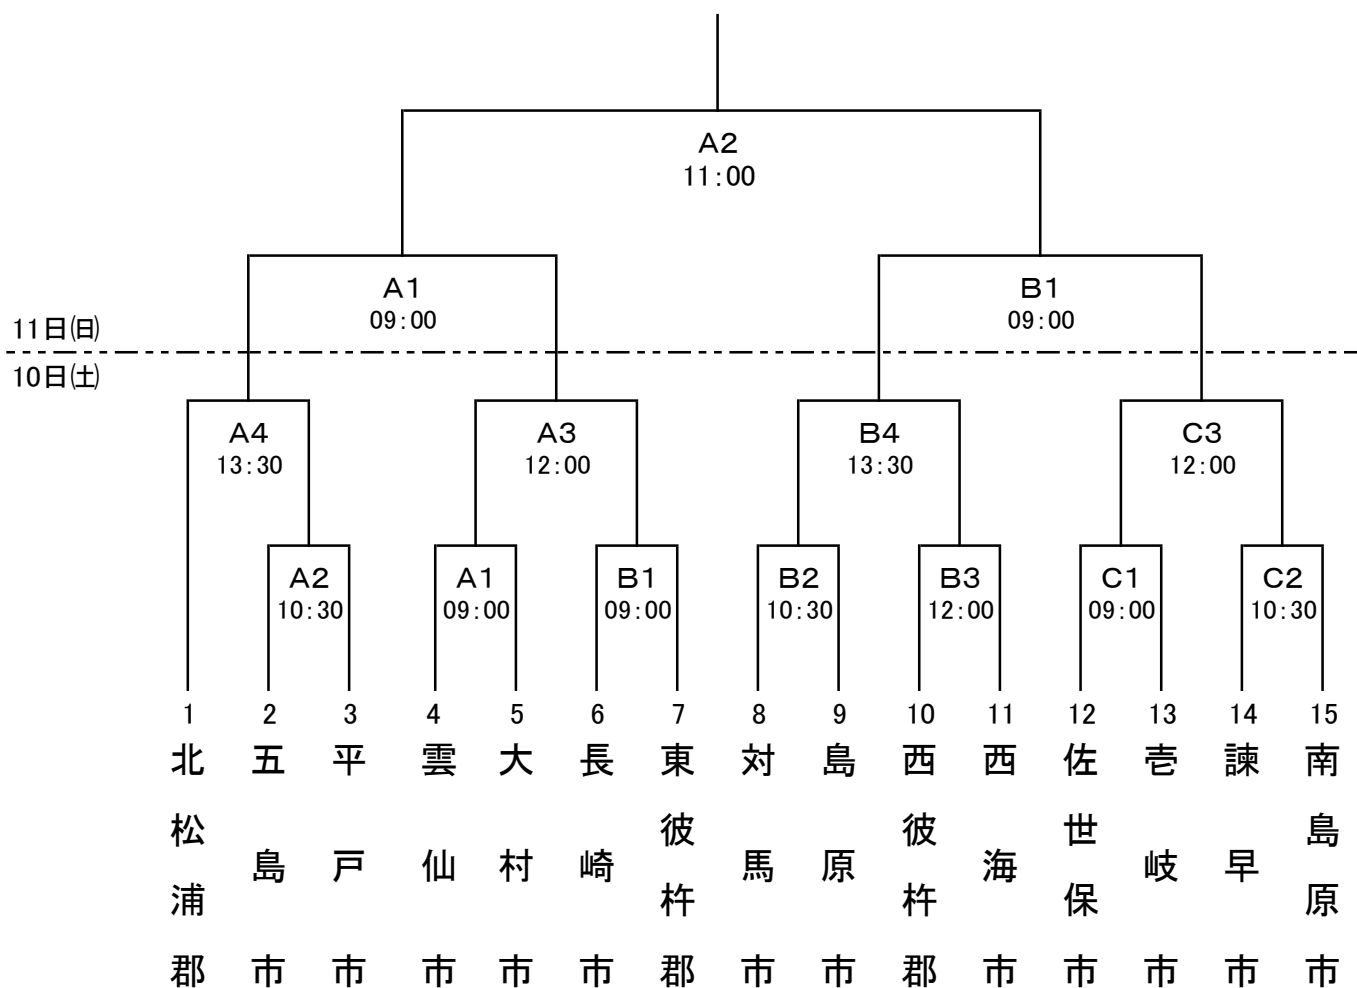 A2
11:00
A1
09:00
B1
09:00
11日(日)
10日(土)
A4
13:30
A3
12:00
B4
13:30
C3
12:00
A2
10:30
A1
09:00
B1
09:00
B2
10:30
B3
12:00
C1
09:00
C2
10:30
1
北松浦郡
2
五島市
3
平戸市
4
雲仙市
5
大村市
6
長崎市
7
東彼杵郡
8
対馬市
9
島原市
10
西彼杵郡
11
西海市
12
佐世保市
13
壱岐市
14
諫早市
15
南島原市